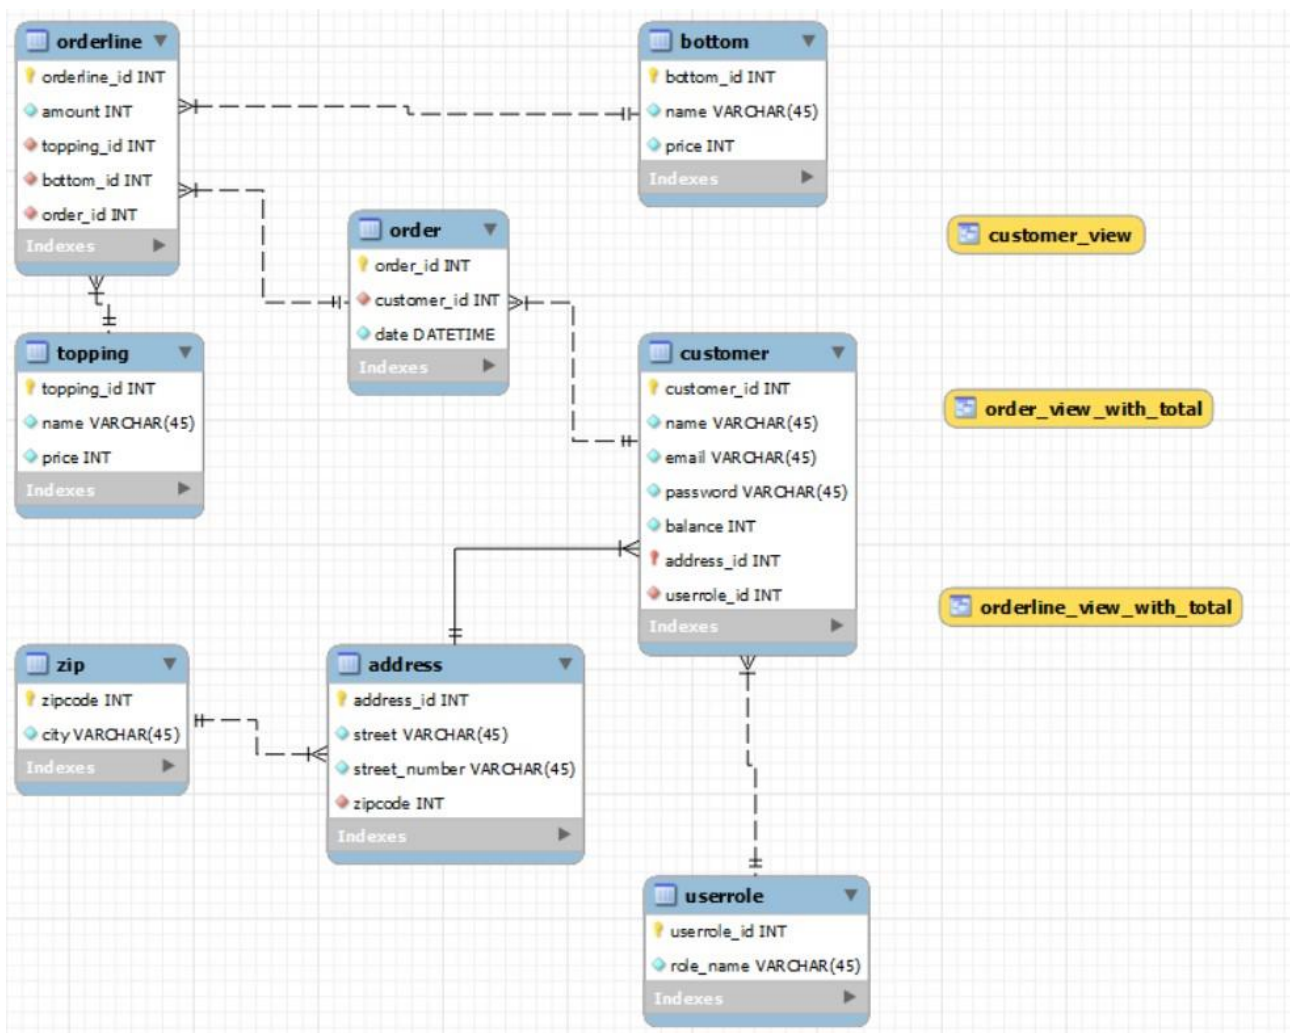 orderline
orderline_id INT
amount INT
topping_id INT
bottom_id INT
order_id INT
Indexes
bottom
bottom_id INT
name VARCHAR(45)
price INT
Indexes
order
order_id INT
customer_id INT
date DATETIME
Indexes
customer_view
topping
topping_id INT
name VARCHAR(45)
price INT
Indexes
customer
customer_id INT
name VARCHAR(45)
email VARCHAR(45)
password VARCHAR(45)
balance INT
address_id INT
userrole_id INT
Indexes
order_view_with_total
orderline_view_with_total
zip
zipcode INT
city VARCHAR(45)
Indexes
address
address_id INT
street VARCHAR(45)
street_number VARCHAR(45)
zipcode INT
Indexes
userrole
userrole_id INT
role_name VARCHAR(45)
Indexes